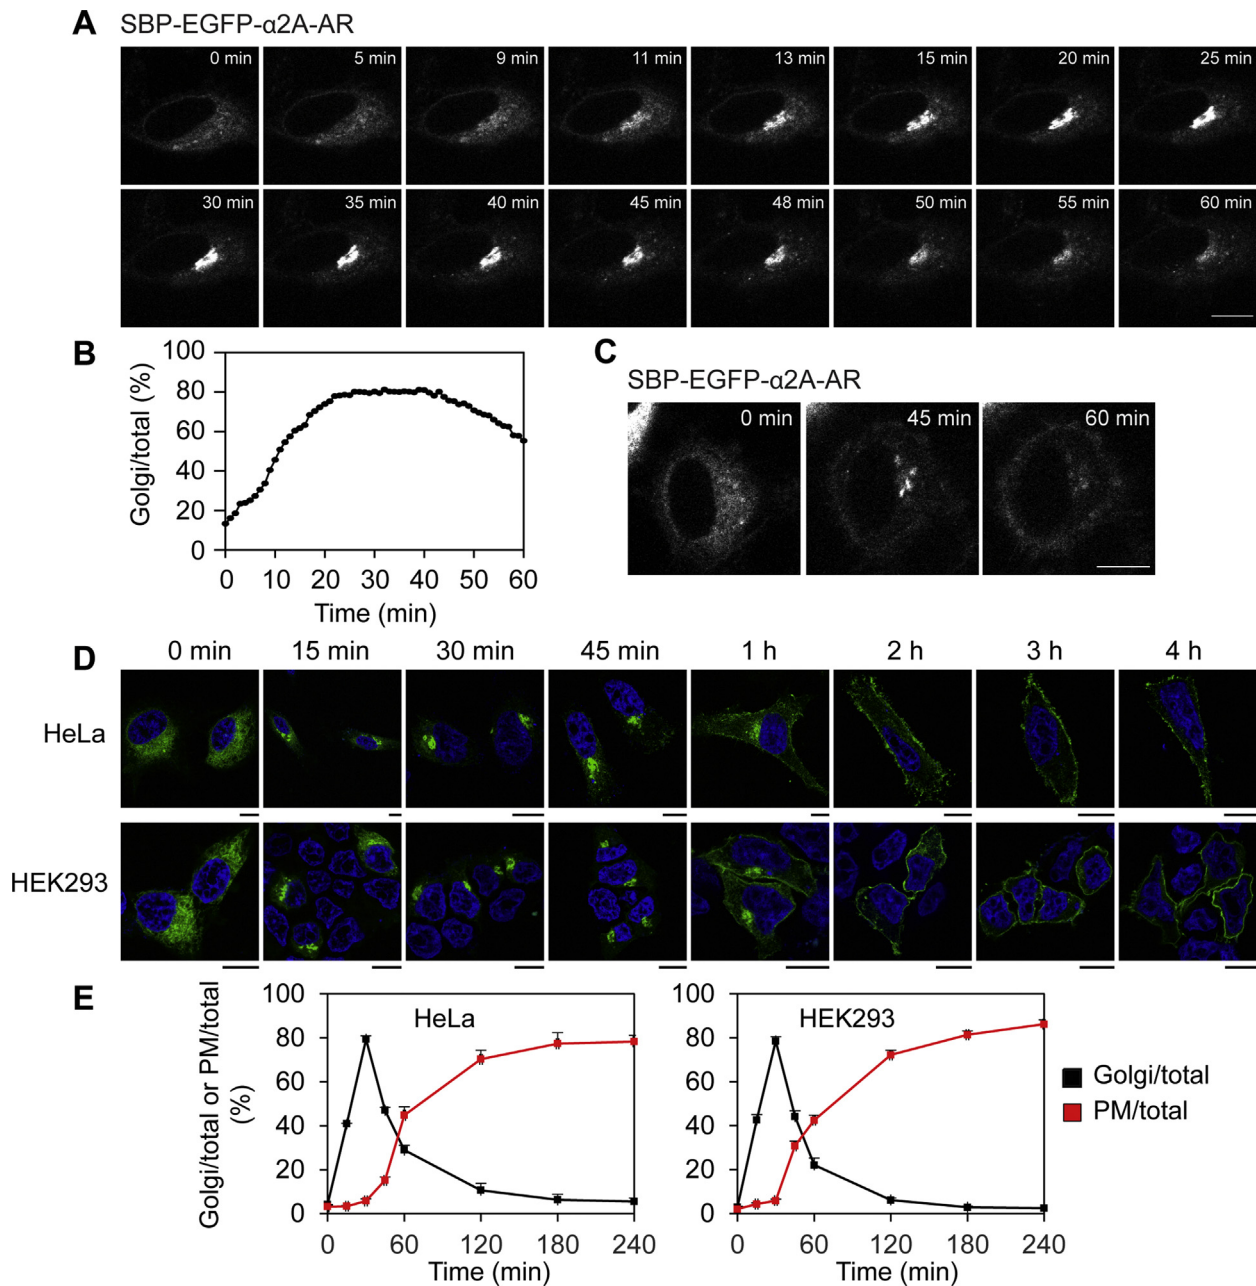 A
SBP-EGFP-α2A-AR
0 min 5 min 9 min 11 min 13 min 15 min 20 min 25 min
30 min 35 min 40 min 45 min 48 min 50 min 55 min 60 min
B
100
80
60
40
20
0
Golgi/total (%)
0 10 20 30 40 50 60
Time (min)
C
SBP-EGFP-α2A-AR
0 min 45 min 60 min
D
0 min 15 min 30 min 45 min 1 h 2 h 3 h 4 h
HeLa
HEK293
E
Golgi/total or PM/total
(%)
100
80
60
40
20
0
HeLa
0 60 120 180 240
Time (min)
100
80
60
40
20
0
HEK293
0 60 120 180 240
Time (min)
Golgi/total
PM/total